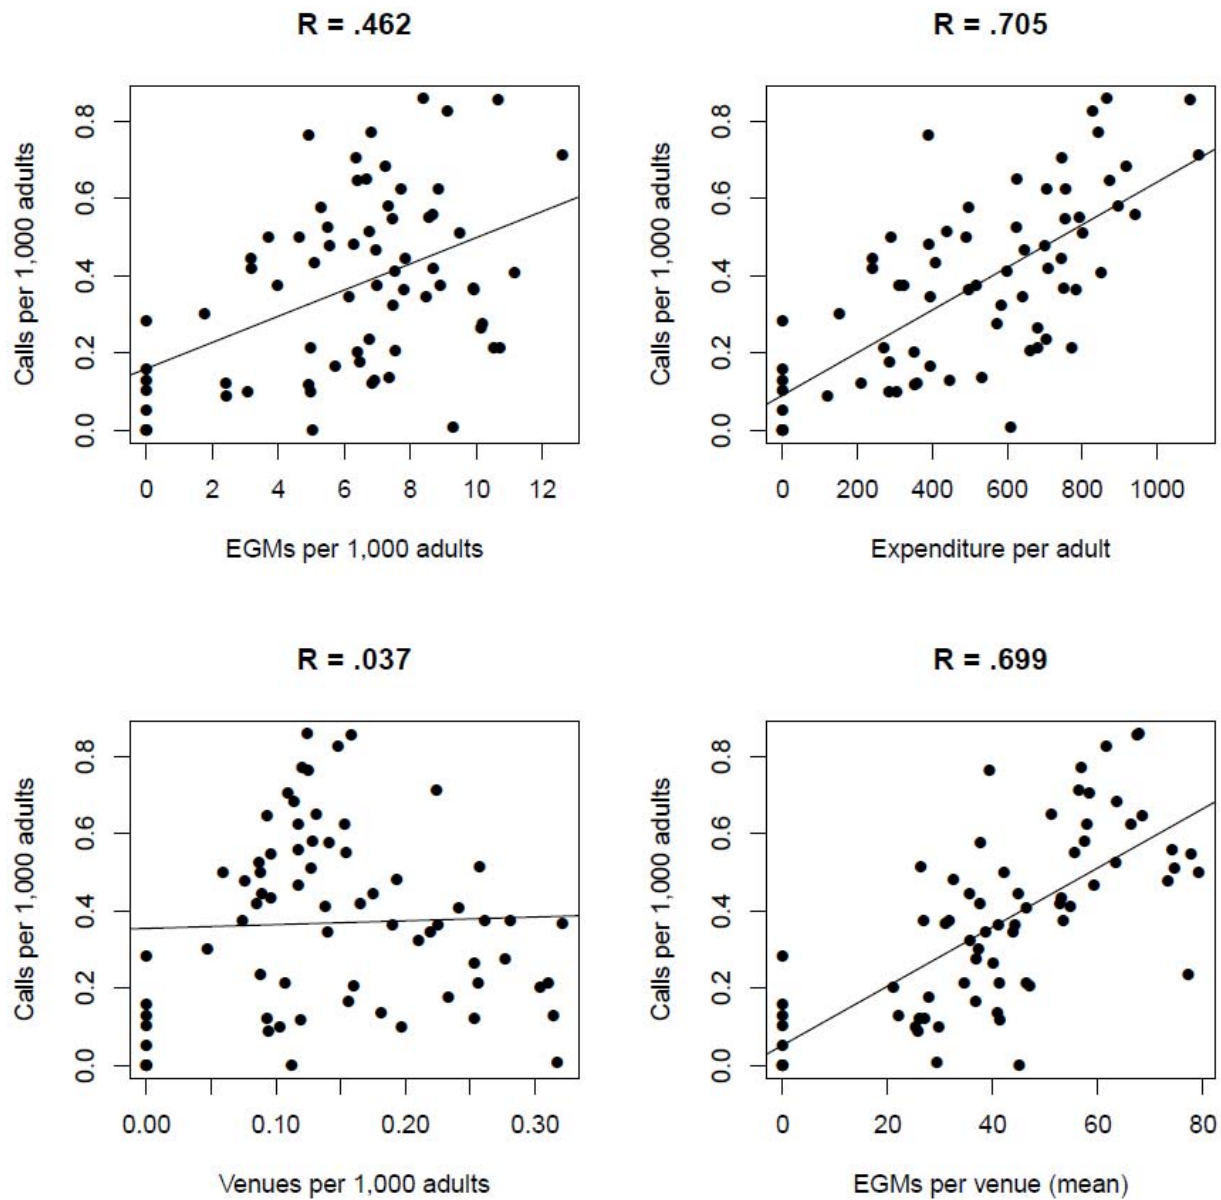 R = .462
Calls per 1,000 adults
0.0 0.2 0.4 0.6 0.8
0 2 4 6 8 10 12
EGMs per 1,000 adults
R = .705
Calls per 1,000 adults
0.0 0.2 0.4 0.6 0.8
0 200 400 600 800 1000
Expenditure per adult
R = .037
Calls per 1,000 adults
0.0 0.2 0.4 0.6 0.8
0.00 0.10 0.20 0.30
Venues per 1,000 adults
R = .699
Calls per 1,000 adults
0.0 0.2 0.4 0.6 0.8
0 20 40 60 80
EGMs per venue (mean)